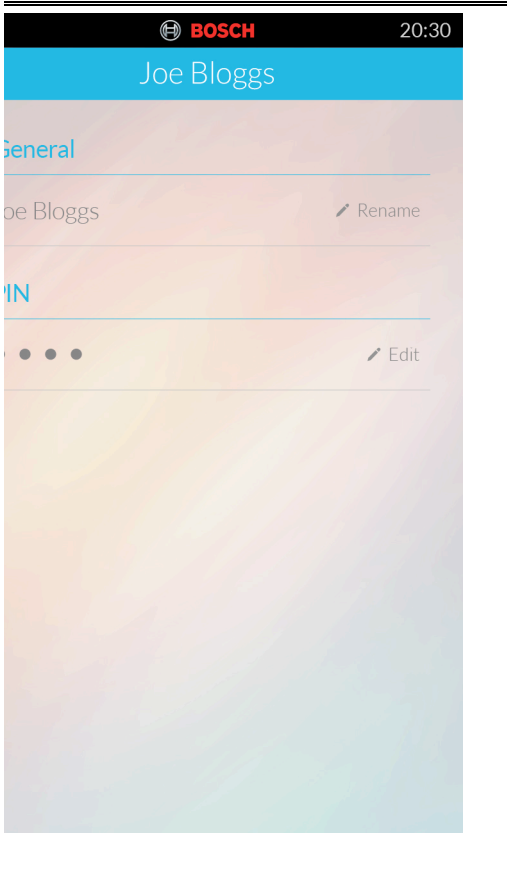 BOSCH 20:30
Joe Bloggs
General
oe Bloggs Rename
PIN
Edit